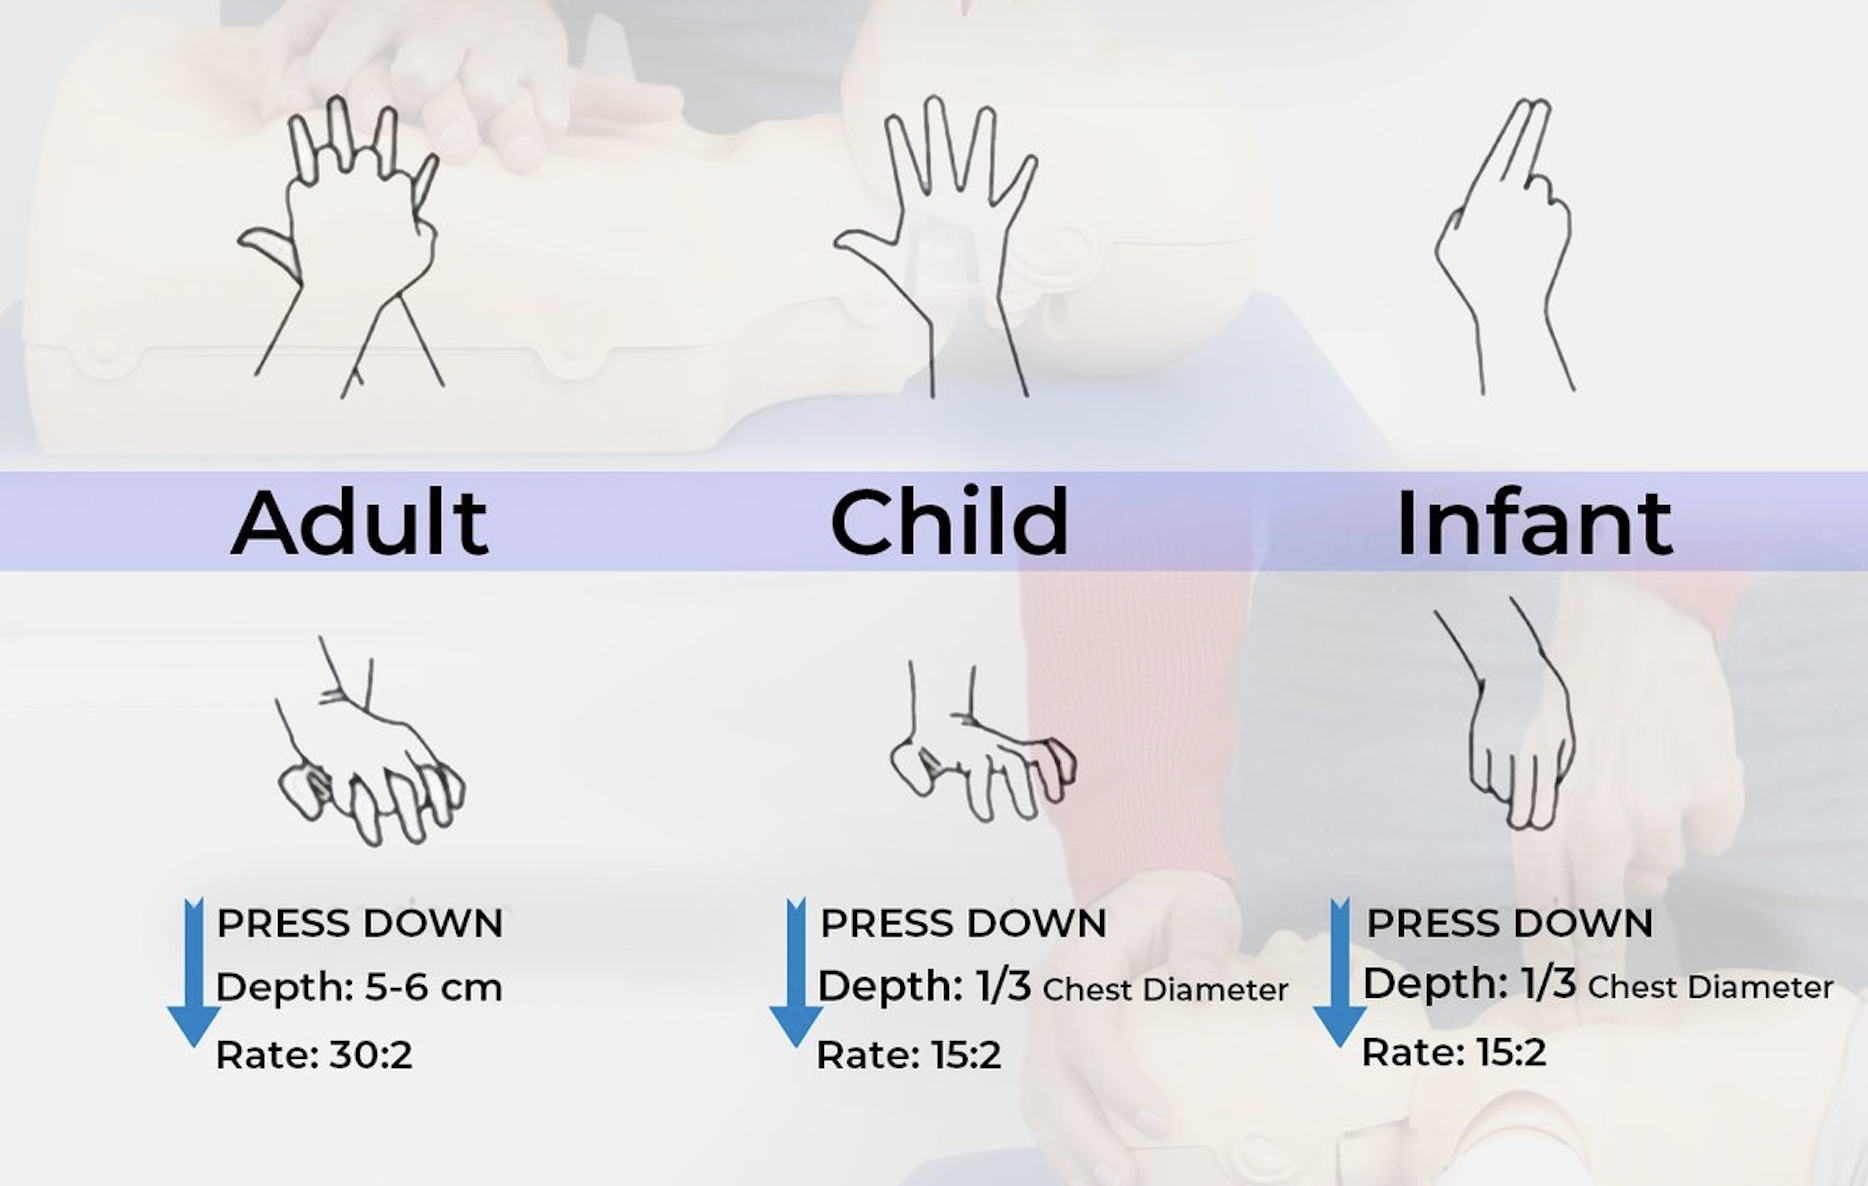 Adult
Child
Infant
PRESS DOWN
Depth: 5-6 cm
Rate: 30:2
PRESS DOWN
Depth: 1/3 Chest Diameter
Rate: 15:2
PRESS DOWN
Depth: 1/3 Chest Diameter
Rate: 15:2